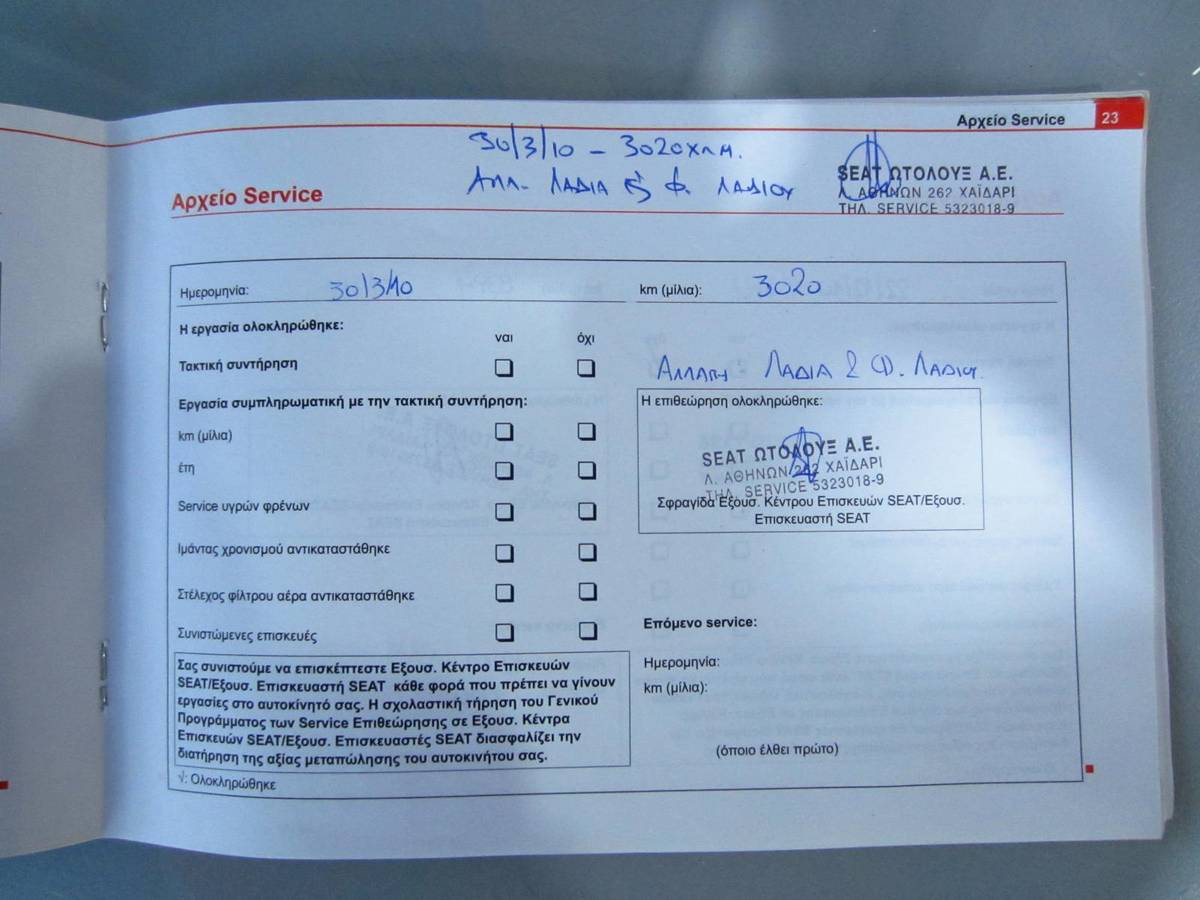 Αρχείο Service 23
30/3/10 - 3020 ΧΛΜ.
ΑΛΛ. ΛΑΔΙΑ & Φ. ΛΑΔΙΟΥ
SEAT ΩΤΟΛΟΥΞ Α.Ε.
Λ. ΑΘΗΝΩΝ 262 ΧΑΪΔΑΡΙ
ΤΗΛ. SERVICE 5323018-9
Αρχείο Service
Ημερομηνία: 30/3/10
km (μίλια): 3020
Η εργασία ολοκληρώθηκε:
ναι όχι
Τακτική συντήρηση
Εργασία συμπληρωματική με την τακτική συντήρηση:
km (μίλια)
έτη
Service υγρών φρένων
Ιμάντας χρονισμού αντικαταστάθηκε
Στέλεχος φίλτρου αέρα αντικαταστάθηκε
Συνιστώμενες επισκευές
Σας συνιστούμε να επισκέπτεστε Εξουσ. Κέντρο Επισκευών
SEAT/Εξουσ. Επισκευαστή SEAT κάθε φορά που πρέπει να γίνουν
εργασίες στο αυτοκίνητό σας. Η σχολαστική τήρηση του Γενικού
Προγράμματος των Service Επιθεώρησης σε Εξουσ. Κέντρα
Επισκευών SEAT/Εξουσ. Επισκευαστές SEAT διασφαλίζει την
διατήρηση της αξίας μεταπώλησης του αυτοκινήτου σας.
√: Ολοκληρώθηκε
ΑΛΛΑΓΗ ΛΑΔΙΑ & Φ. ΛΑΔΙΟΥ
Η επιθεώρηση ολοκληρώθηκε:
SEAT ΩΤΟΛΟΥΞ Α.Ε.
Λ. ΑΘΗΝΩΝ 262 ΧΑΪΔΑΡΙ
ΤΗΛ. SERVICE 5323018-9
Σφραγίδα Εξουσ. Κέντρου Επισκευών SEAT/Εξουσ.
Επισκευαστή SEAT
Επόμενο service:
Ημερομηνία:
km (μίλια):
(όποιο έλθει πρώτο)